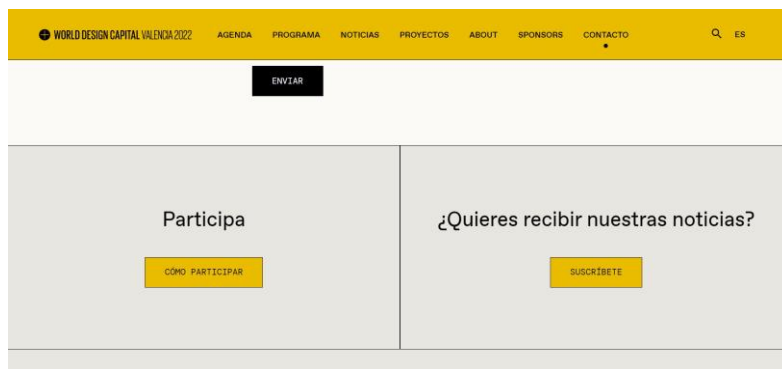 WORLD DESIGN CAPITAL VALENCIA 2022 AGENDA PROGRAMA NOTICIAS PROYECTOS ABOUT SPONSORS CONTACTO ES
ENVIAR
Participa
CÓMO PARTICIPAR
¿Quieres recibir nuestras noticias?
SUSCRÍBETE